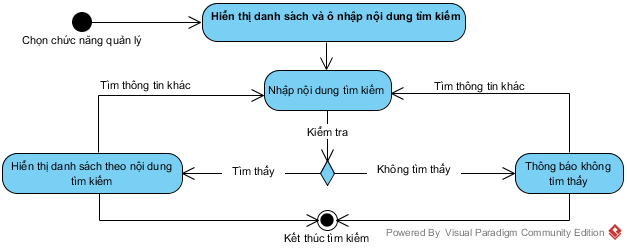 Hiển thị danh sách và ô nhập nội dung tìm kiếm
Chọn chức năng quản lý
Tìm thông tin khác
Nhập nội dung tìm kiếm
Tìm thông tin khác
Kiểm tra
Hiển thị danh sách theo nội dung
tìm kiếm
Tìm thấy
Không tìm thấy
Thông báo không
tìm thấy
Kết thúc tìm kiếm
Powered By Visual Paradigm Community Edition